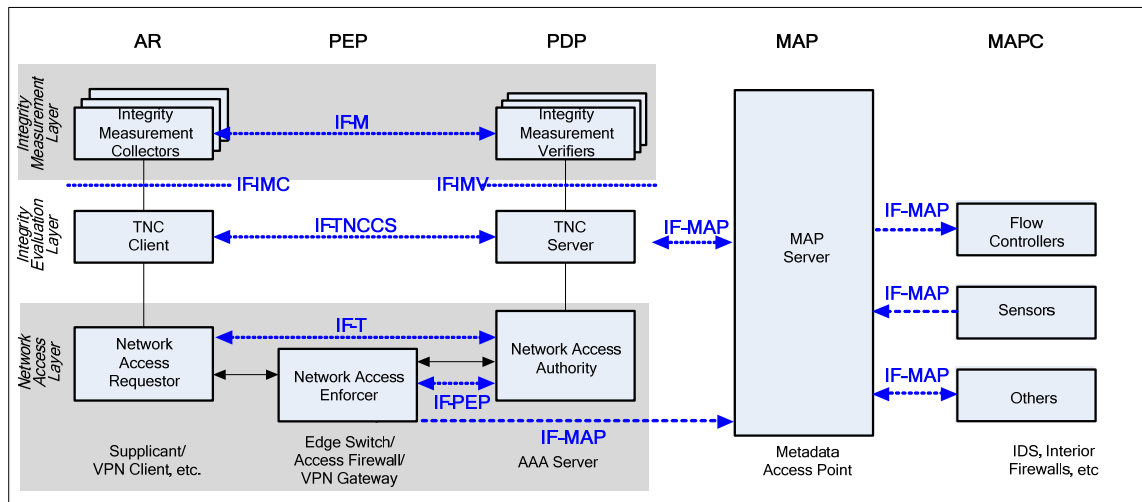 AR
PEP
PDP
MAP
MAPC
Integrity
Measurement
Layer
Integrity
Measurement
Collectors
IF-M
Integrity
Measurement
Verifiers
IF-IMC
IF-IMV
Integrity
Evaluation
Layer
TNC
Client
IF-TNCCS
TNC
Server
IF-MAP
MAP
Server
IF-MAP
Flow
Controllers
IF-MAP
Sensors
IF-MAP
Others
Network
Access
Layer
Network
Access
Requestor
IF-T
Network Access
Enforcer
IF-PEP
Network Access
Authority
IF-MAP
Supplicant/
VPN Client, etc.
Edge Switch/
Access Firewall/
VPN Gateway
AAA Server
Metadata
Access Point
IDS, Interior
Firewalls, etc